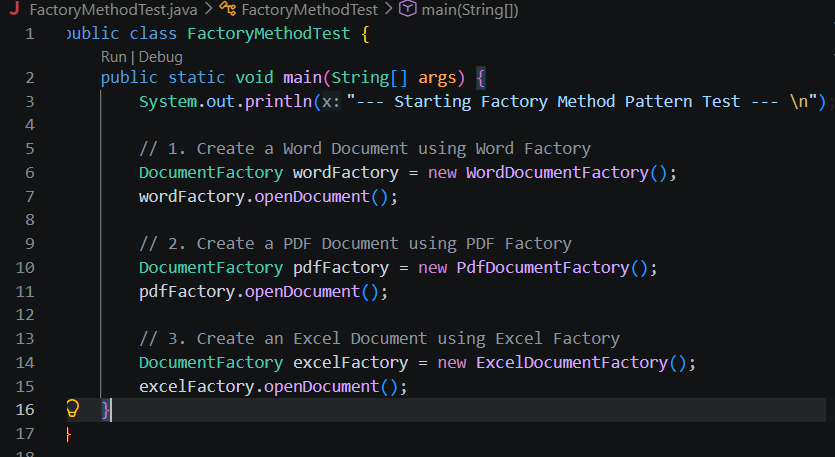 FactoryMethodTest.java > FactoryMethodTest > main(String[])
1 public class FactoryMethodTest {
Run | Debug
2 public static void main(String[] args) {
3 System.out.println(x: "--- Starting Factory Method Pattern Test --- \n");
4
5 // 1. Create a Word Document using Word Factory
6 DocumentFactory wordFactory = new WordDocumentFactory();
7 wordFactory.openDocument();
8
9 // 2. Create a PDF Document using PDF Factory
10 DocumentFactory pdfFactory = new PdfDocumentFactory();
11 pdfFactory.openDocument();
12
13 // 3. Create an Excel Document using Excel Factory
14 DocumentFactory excelFactory = new ExcelDocumentFactory();
15 excelFactory.openDocument();
16 }
17 }
18